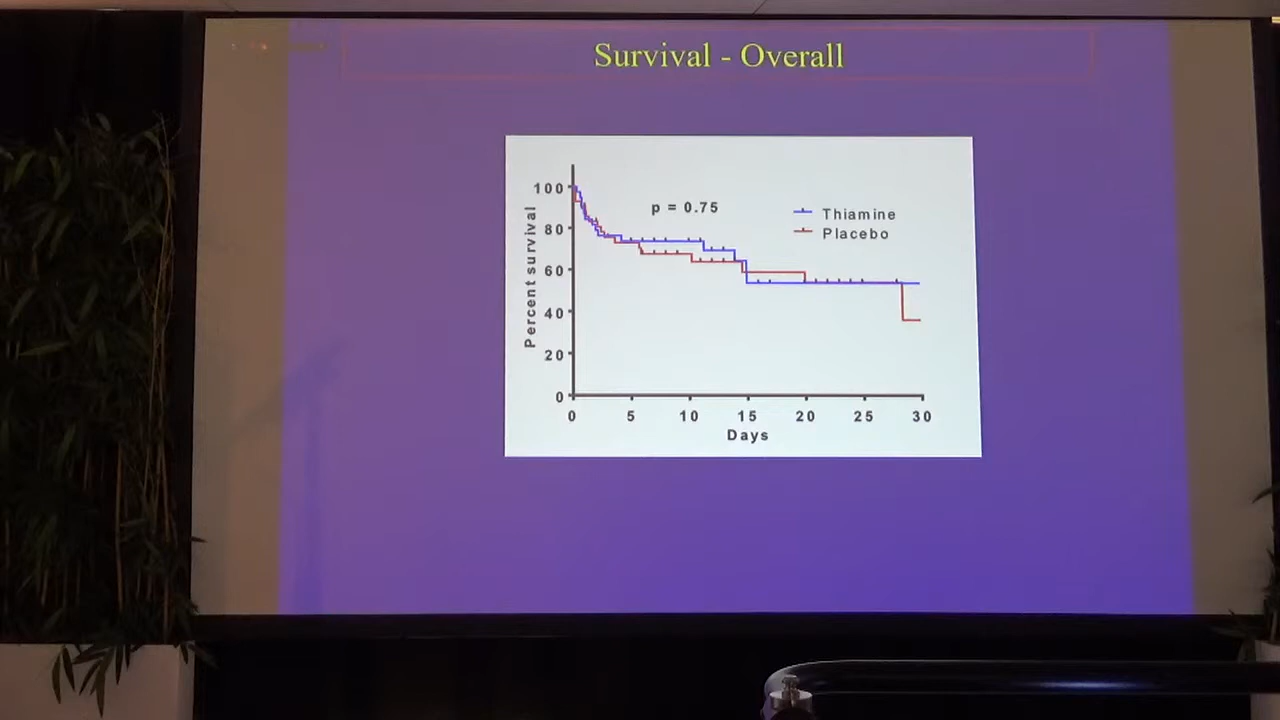 Survival - Overall
p = 0.75
Thiamine
Placebo
Percent survival
100
80
60
40
20
0
0 5 10 15 20 25 30
Days